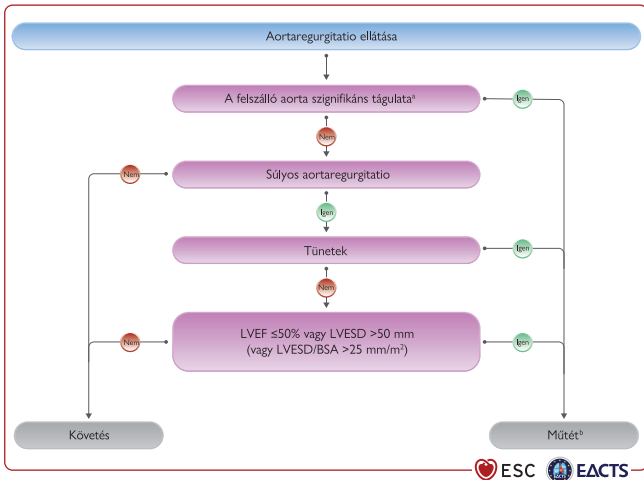 Aortaregurgitatio ellátása
A felszálló aorta szignifikáns tágulataᵃ
Igen
Nem
Nem
Súlyos aortaregurgitatio
Igen
Tünetek
Igen
Nem
Nem
LVEF ≤50% vagy LVESD >50 mm
(vagy LVESD/BSA >25 mm/m²)
Igen
Követés
Műtétᵇ
ESC
EACTS
EACTS